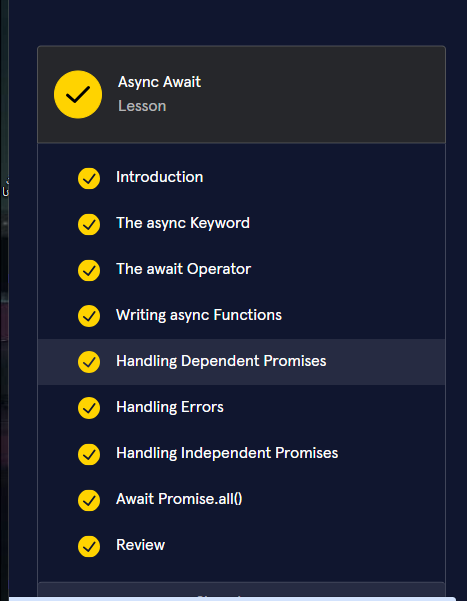 Async Await
Lesson
Introduction
The async Keyword
The await Operator
Writing async Functions
Handling Dependent Promises
Handling Errors
Handling Independent Promises
Await Promise.all()
Review